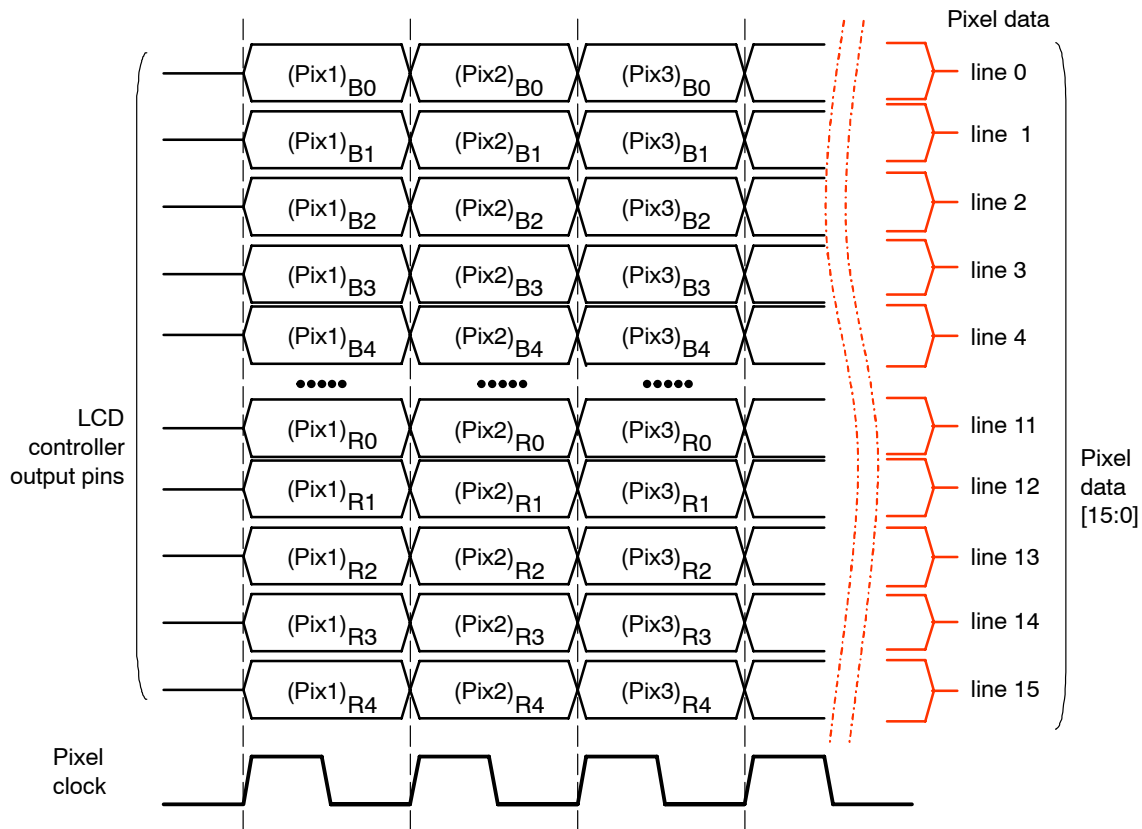 Pixel data
(Pix1)B0 (Pix2)B0 (Pix3)B0 line 0
(Pix1)B1 (Pix2)B1 (Pix3)B1 line 1
(Pix1)B2 (Pix2)B2 (Pix3)B2 line 2
(Pix1)B3 (Pix2)B3 (Pix3)B3 line 3
(Pix1)B4 (Pix2)B4 (Pix3)B4 line 4
(Pix1)R0 (Pix2)R0 (Pix3)R0 line 11
(Pix1)R1 (Pix2)R1 (Pix3)R1 line 12
(Pix1)R2 (Pix2)R2 (Pix3)R2 line 13
(Pix1)R3 (Pix2)R3 (Pix3)R3 line 14
(Pix1)R4 (Pix2)R4 (Pix3)R4 line 15
LCD
controller
output pins
Pixel
data
[15:0]
Pixel
clock